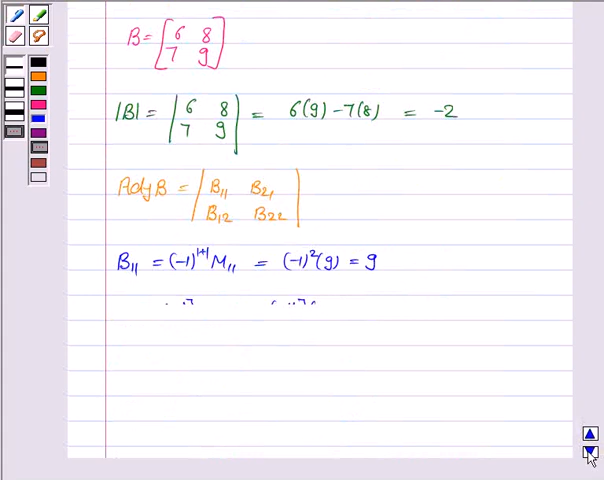 B = [6 8
7 9]
|B| = |6 8
7 9| = 6(9) - 7(8) = -2
Adj B = |B₁₁ B₂₁
B₁₂ B₂₂|
B₁₁ = (-1)¹⁺¹ M₁₁ = (-1)²(9) = 9